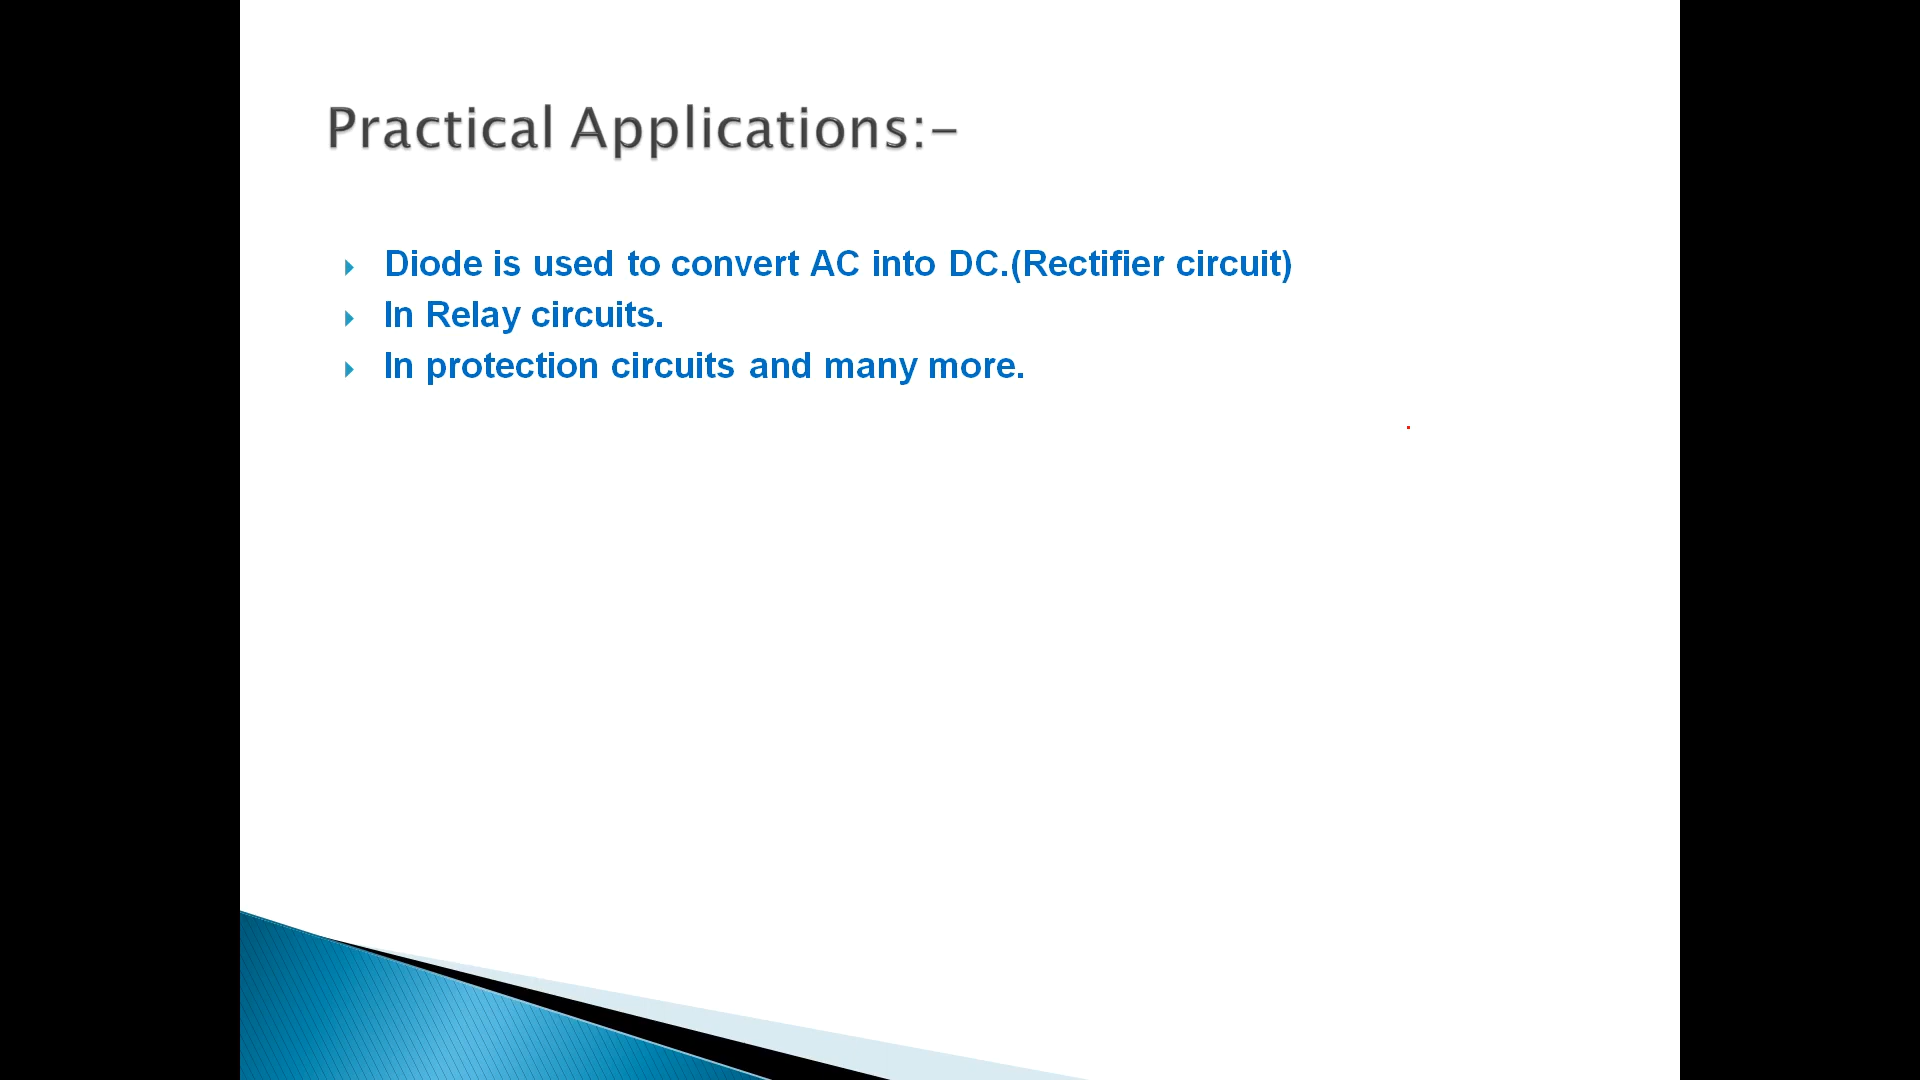 Practical Applications:-
Diode is used to convert AC into DC.(Rectifier circuit)
In Relay circuits.
In protection circuits and many more.